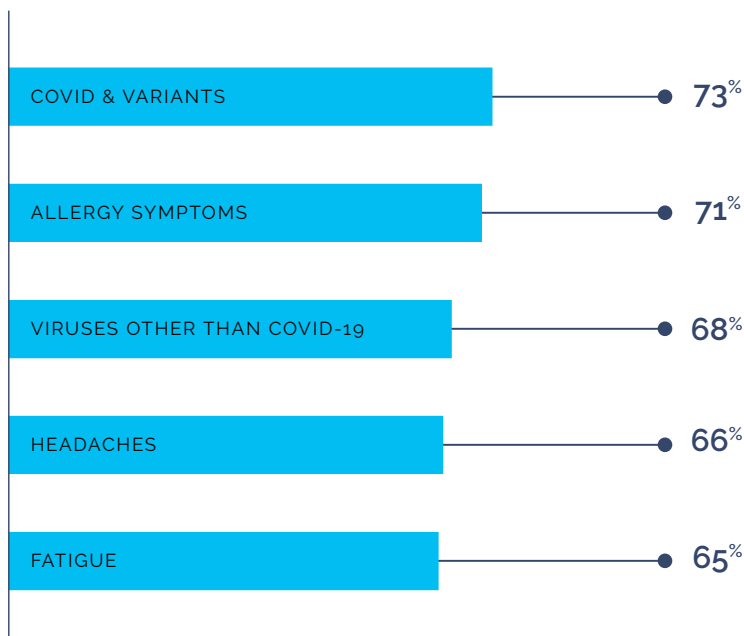 COVID & VARIANTS 73%
ALLERGY SYMPTOMS 71%
VIRUSES OTHER THAN COVID-19 68%
HEADACHES 66%
FATIGUE 65%